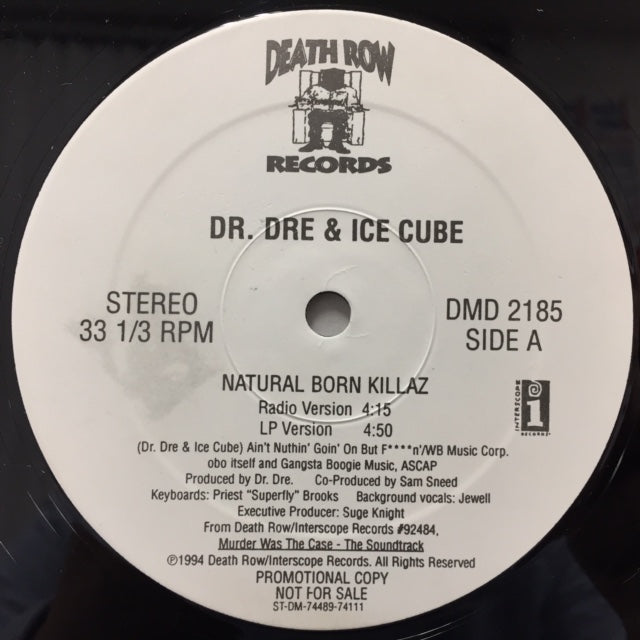 DEATH ROW
RECORDS
DR. DRE & ICE CUBE
STEREO
33 1/3 RPM
DMD 2185
SIDE A
NATURAL BORN KILLAZ
Radio Version 4:15
LP Version 4:50
INTERSCOPE
RECORDS
(Dr. Dre & Ice Cube) Ain't Nuthin' Goin' On But F****n'/WB Music Corp.
obo itself and Gangsta Boogie Music, ASCAP
Produced by Dr. Dre. Co-Produced by Sam Sneed
Keyboards: Priest "Superfly" Brooks Background vocals: Jewell
Executive Producer: Suge Knight
From Death Row/Interscope Records #92484,
Murder Was The Case - The Soundtrack
℗1994 Death Row/Interscope Records. All Rights Reserved
PROMOTIONAL COPY
NOT FOR SALE
ST-DM-74489-74111